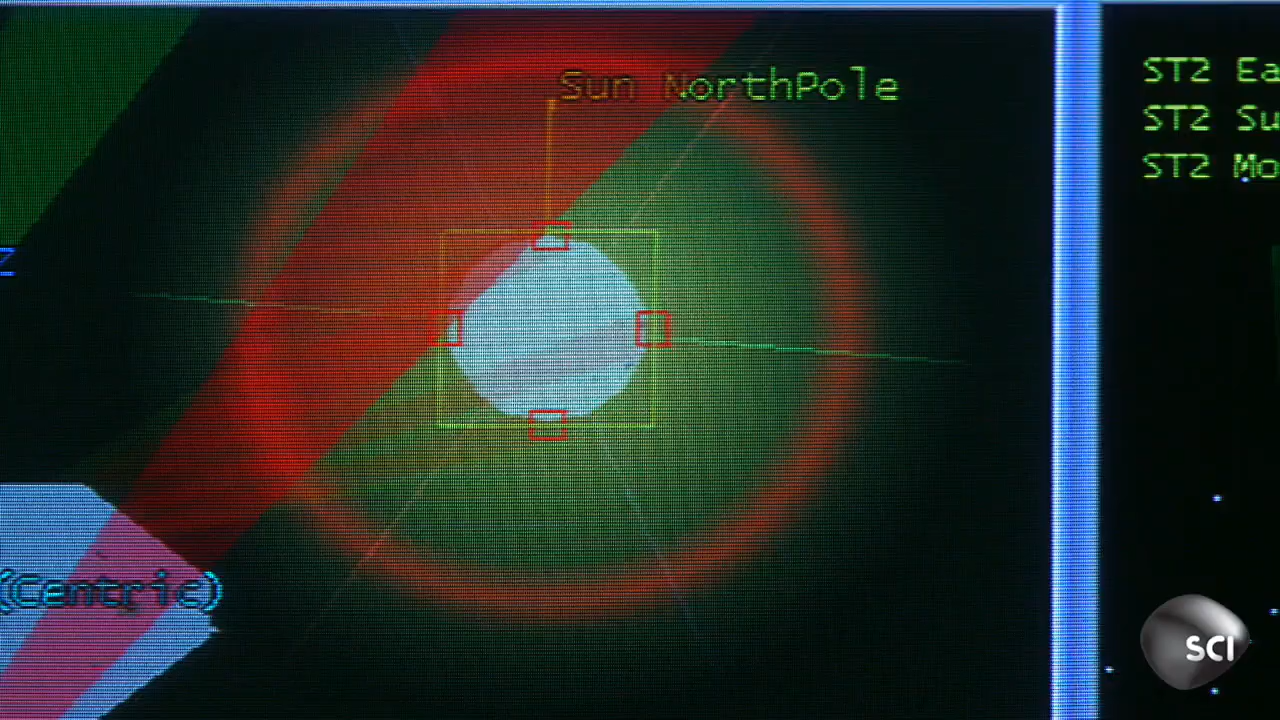 Sun NorthPole
ST2 Ea
ST2 Su
ST2 Mo
Z
(Centric)
SCI